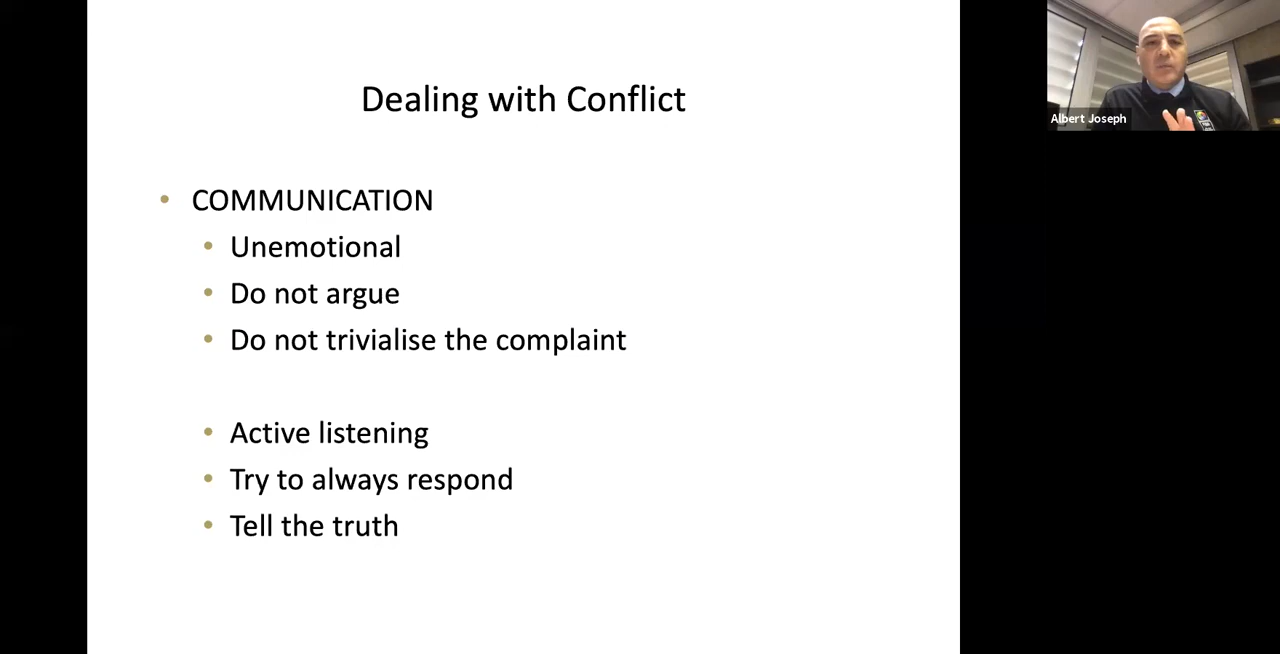 Dealing with Conflict
Albert Joseph
• COMMUNICATION
• Unemotional
• Do not argue
• Do not trivialise the complaint
• Active listening
• Try to always respond
• Tell the truth